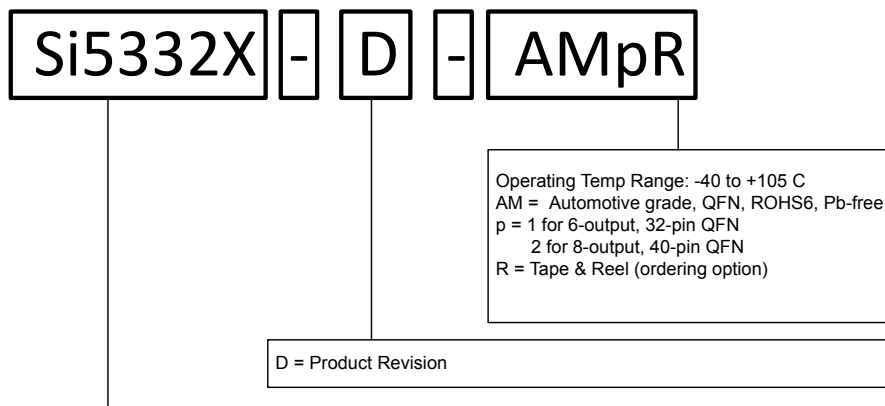 Si5332X - D - AMpR
Operating Temp Range: -40 to +105 C
AM = Automotive grade, QFN, ROHS6, Pb-free
p = 1 for 6-output, 32-pin QFN
2 for 8-output, 40-pin QFN
R = Tape & Reel (ordering option)
D = Product Revision